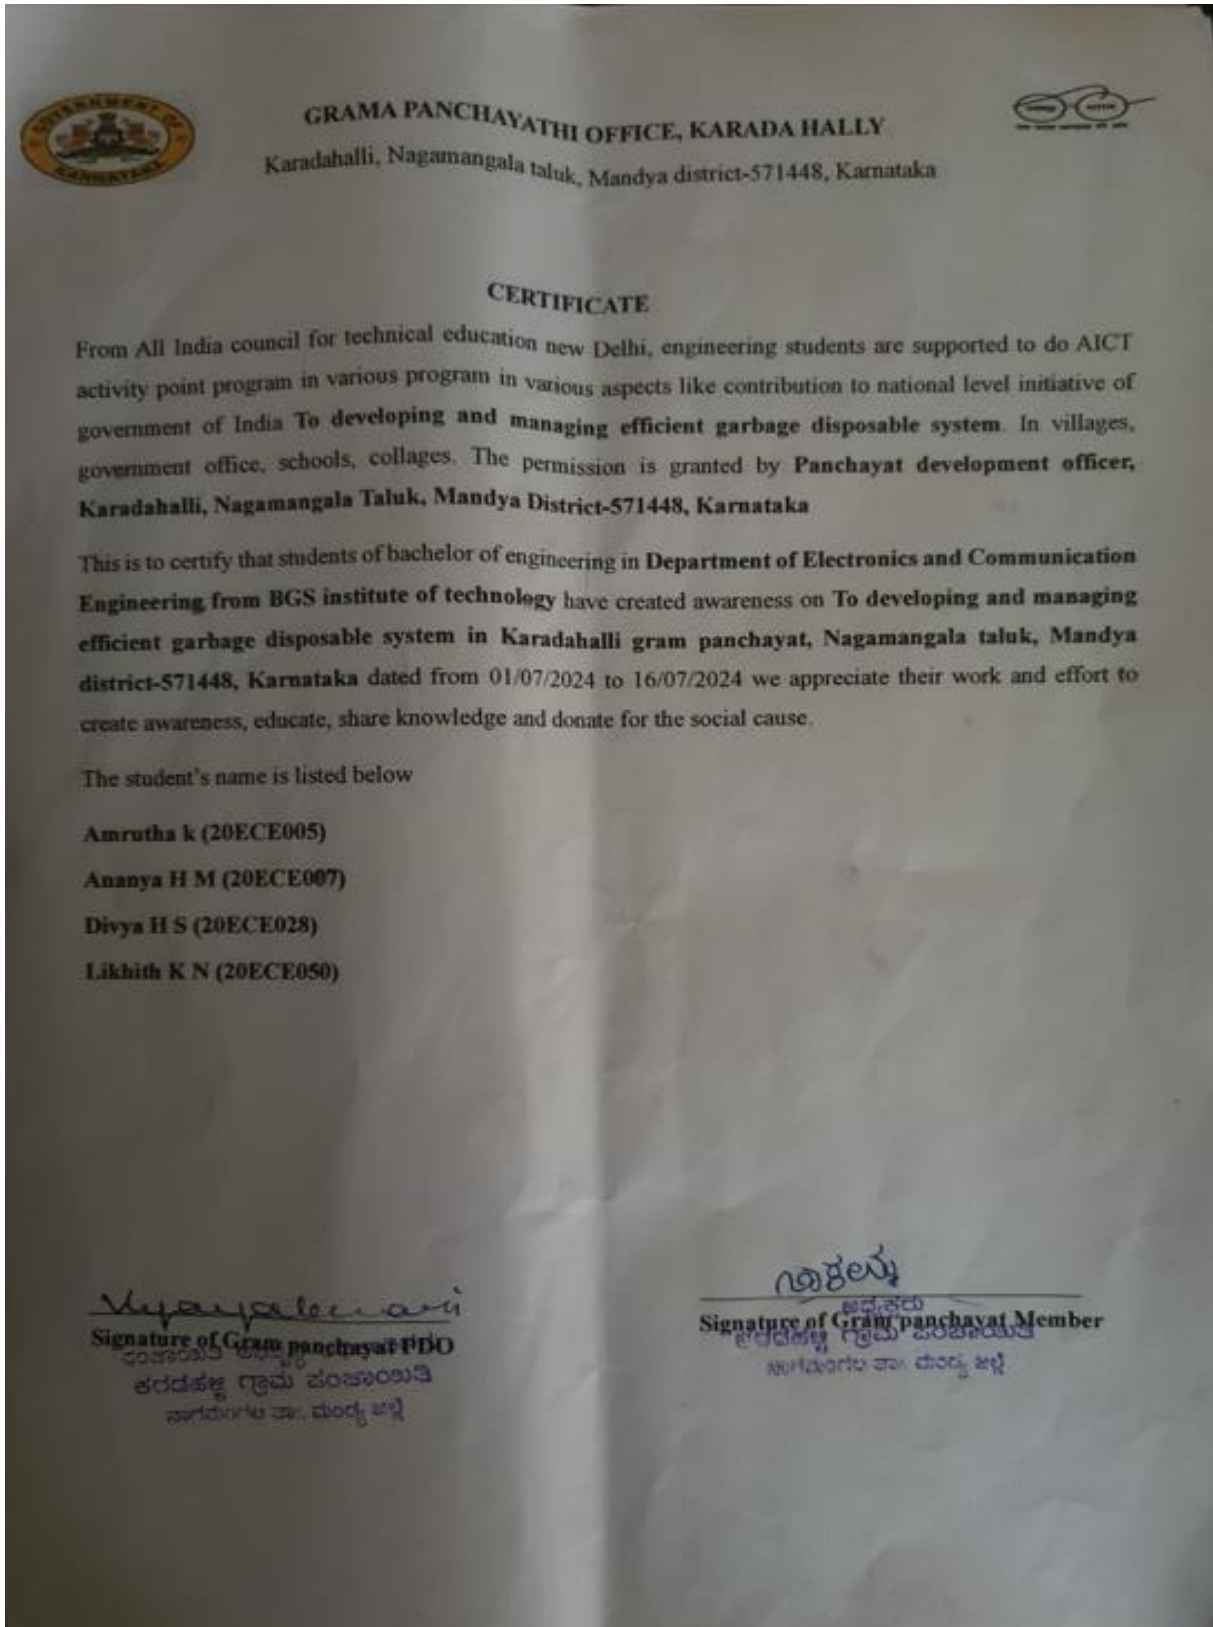 GOVERNMENT OF
KARNATAKA
GRAMA PANCHAYATHI OFFICE, KARADA HALLY
Karadahalli, Nagamangala taluk, Mandya district-571448, Karnataka
CERTIFICATE
From All India council for technical education new Delhi, engineering students are supported to do AICT
activity point program in various program in various aspects like contribution to national level initiative of
government of India To developing and managing efficient garbage disposable system. In villages,
government office, schools, collages. The permission is granted by Panchayat development officer,
Karadahalli, Nagamangala Taluk, Mandya District-571448, Karnataka
This is to certify that students of bachelor of engineering in Department of Electronics and Communication
Engineering from BGS institute of technology have created awareness on To developing and managing
efficient garbage disposable system in Karadahalli gram panchayat, Nagamangala taluk, Mandya
district-571448, Karnataka dated from 01/07/2024 to 16/07/2024 we appreciate their work and effort to
create awareness, educate, share knowledge and donate for the social cause.
The student's name is listed below
Amrutha k (20ECE005)
Ananya H M (20ECE007)
Divya H S (20ECE028)
Likhith K N (20ECE050)
Signature of Gram panchayat PDO
ಕರದಹಳ್ಳಿ ಗ್ರಾಮ ಪಂಚಾಯಿತಿ
ನಾಗಮಂಗಲ ತಾ., ಮಂಡ್ಯ ಜಿಲ್ಲೆ
ಅಧ್ಯಕ್ಷರು
Signature of Gram panchayat Member
ಕರದಹಳ್ಳಿ ಗ್ರಾಮ ಪಂಚಾಯಿತಿ
ನಾಗಮಂಗಲ ತಾ. ಮಂಡ್ಯ ಜಿಲ್ಲೆ